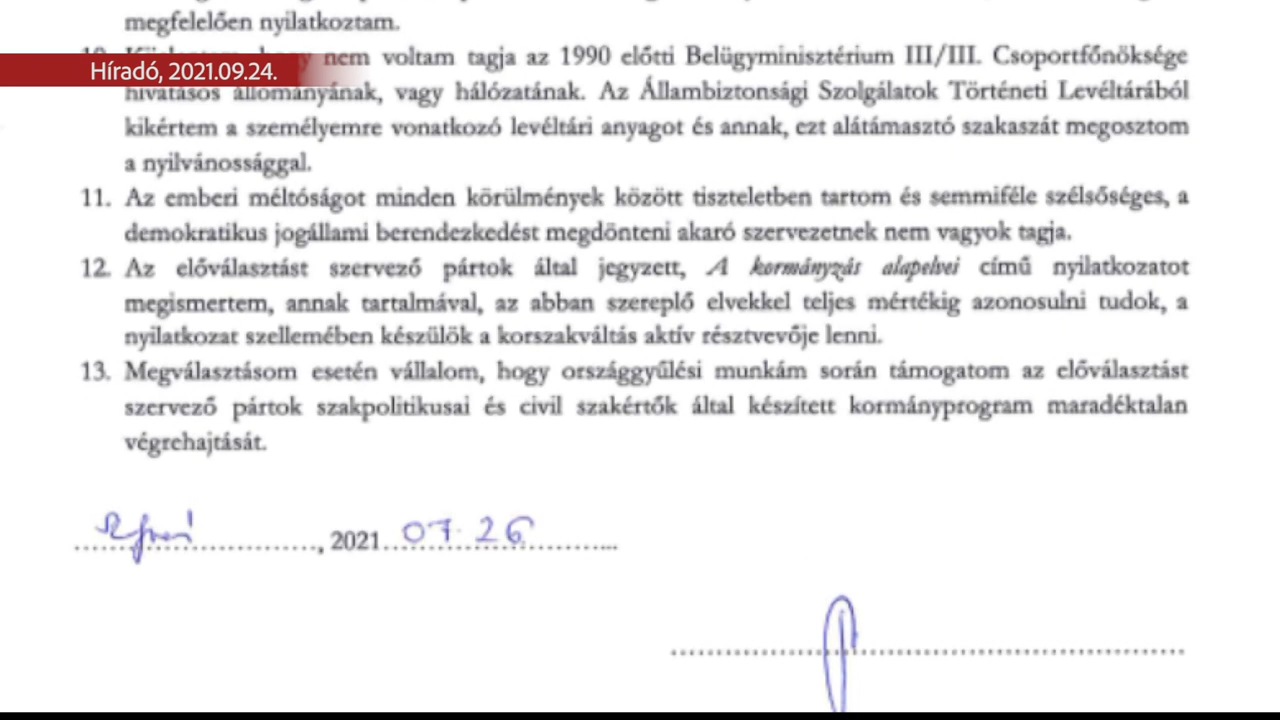 megfelelően nyilatkoztam.
nem voltam tagja az 1990 előtti Belügyminisztérium III/III. Csoportfőnöksége
Híradó, 2021.09.24.
hivatásos állományának, vagy hálózatának. Az Állambiztonsági Szolgálatok Történeti Levéltárából
kikértem a személyemre vonatkozó levéltári anyagot és annak, ezt alátámasztó szakaszát megosztom
a nyilvánossággal.
11. Az emberi méltóságot minden körülmények között tiszteletben tartom és semmiféle szélsőséges, a
demokratikus jogállami berendezkedést megdönteni akaró szervezetnek nem vagyok tagja.
12. Az előválasztást szervező pártok által jegyzett, A kormányzás alapelvei című nyilatkozatot
megismertem, annak tartalmával, az abban szereplő elvekkel teljes mértékig azonosulni tudok, a
nyilatkozat szellemében készülök a korszakváltás aktív résztvevője lenni.
13. Megválasztásom esetén vállalom, hogy országgyűlési munkám során támogatom az előválasztást
szervező pártok szakpolitikusai és civil szakértők által készített kormányprogram maradéktalan
végrehajtását.
, 2021 07.26